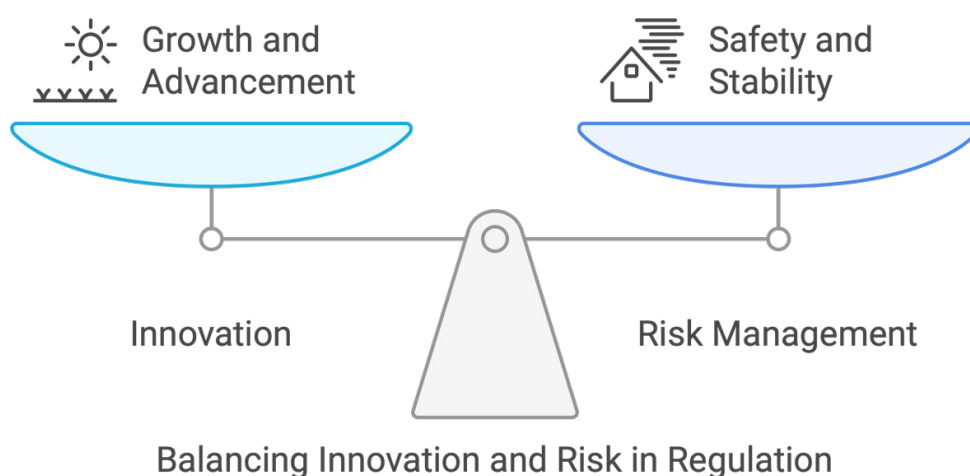 Growth and
Advancement
Safety and
Stability
Innovation
Risk Management
Balancing Innovation and Risk in Regulation